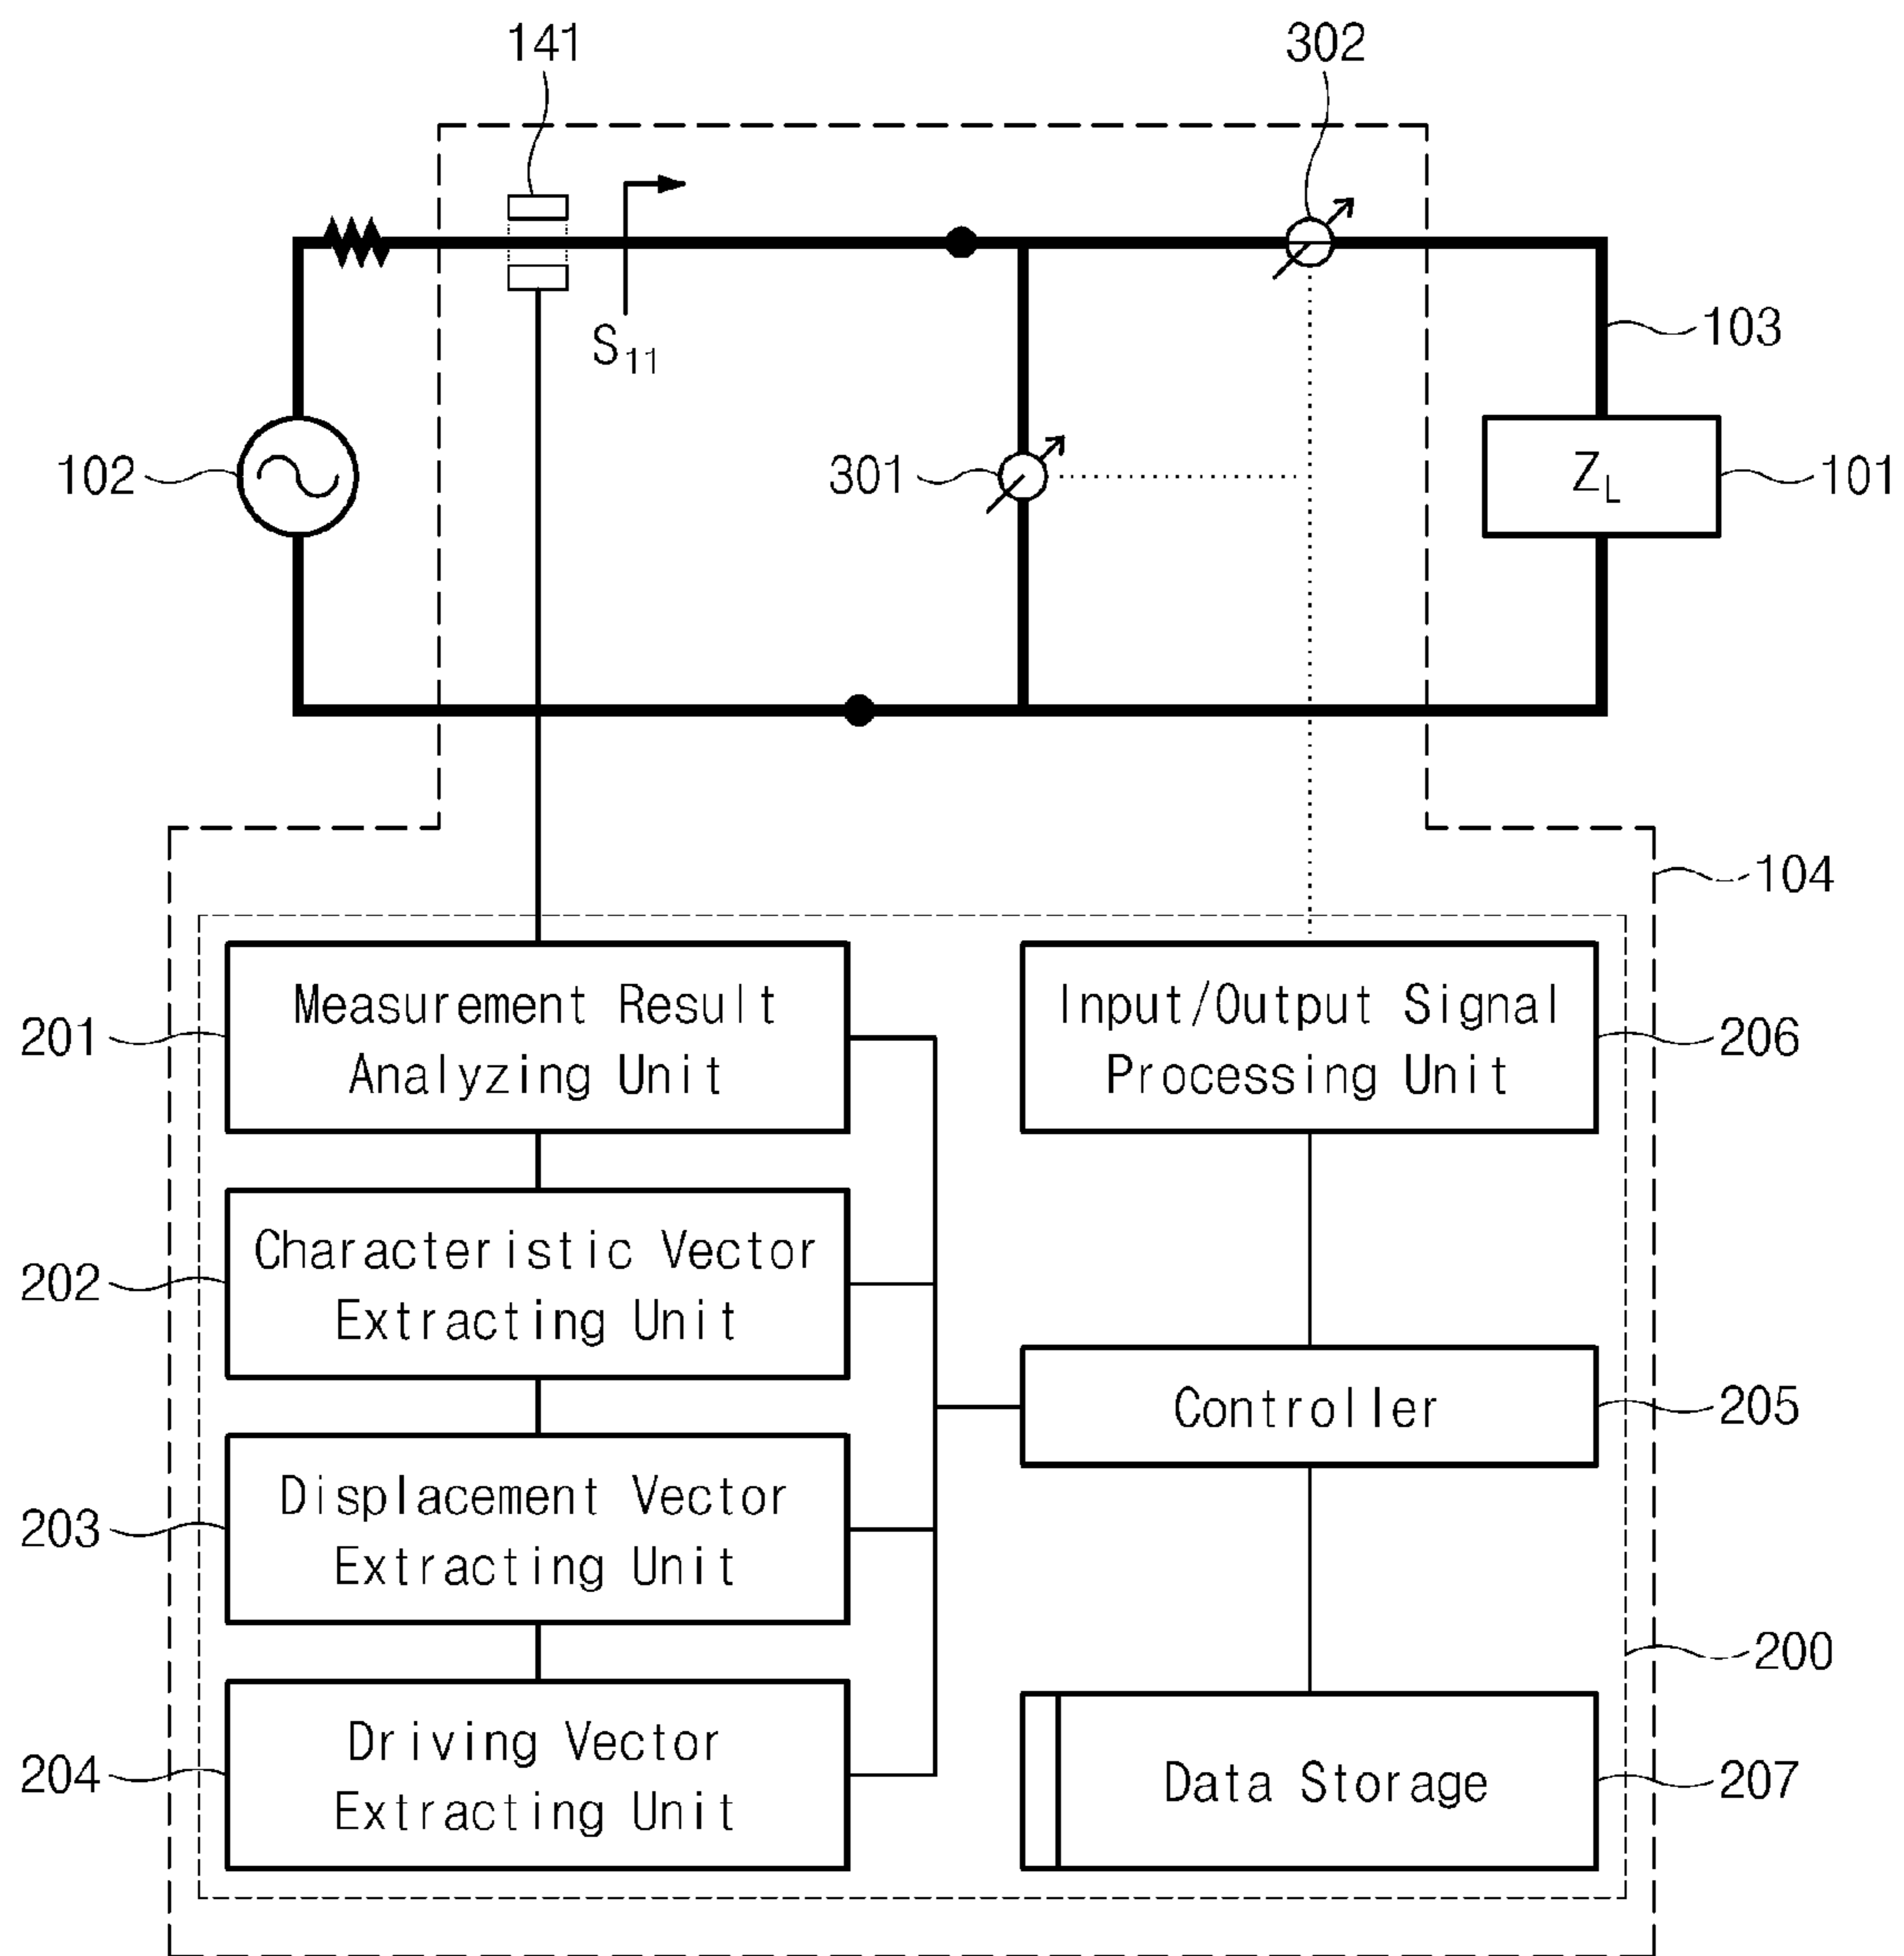 141
302
S11
103
102
301
ZL
101
104
Measurement Result
Analyzing Unit
201
Input/Output Signal
Processing Unit
206
Characteristic Vector
Extracting Unit
202
Controller
205
Displacement Vector
Extracting Unit
203
200
Driving Vector
Extracting Unit
204
Data Storage
207